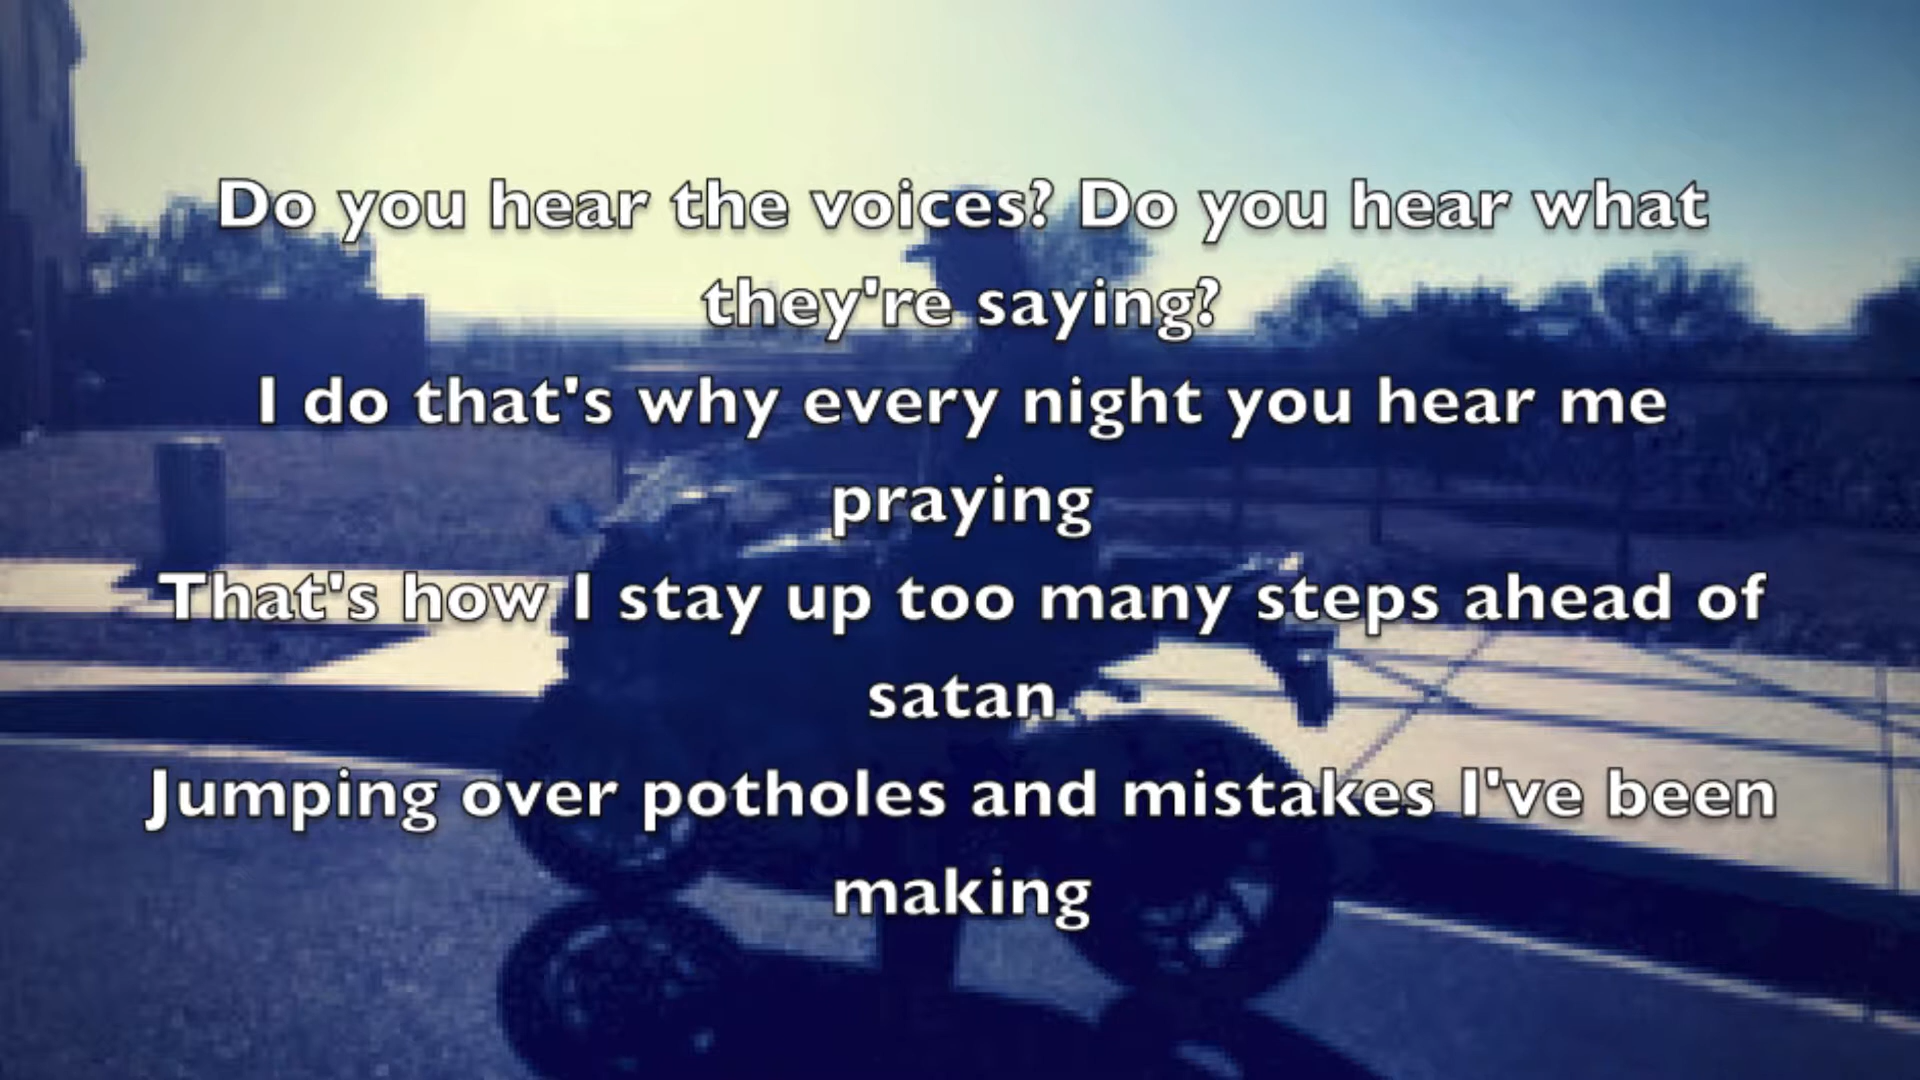 Do you hear the voices? Do you hear what
they're saying?
I do that's why every night you hear me
praying
That's how I stay up too many steps ahead of
satan
Jumping over potholes and mistakes I've been
making